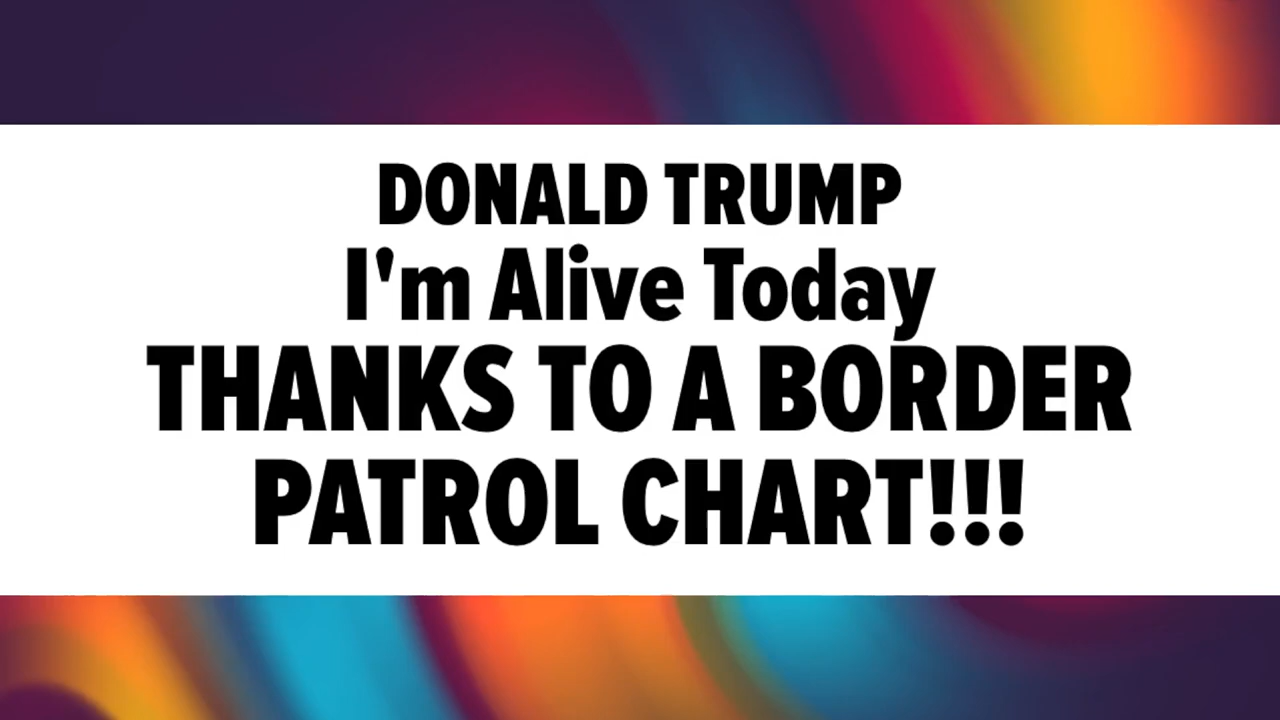 DONALD TRUMP
I'm Alive Today
THANKS TO A BORDER
PATROL CHART!!!